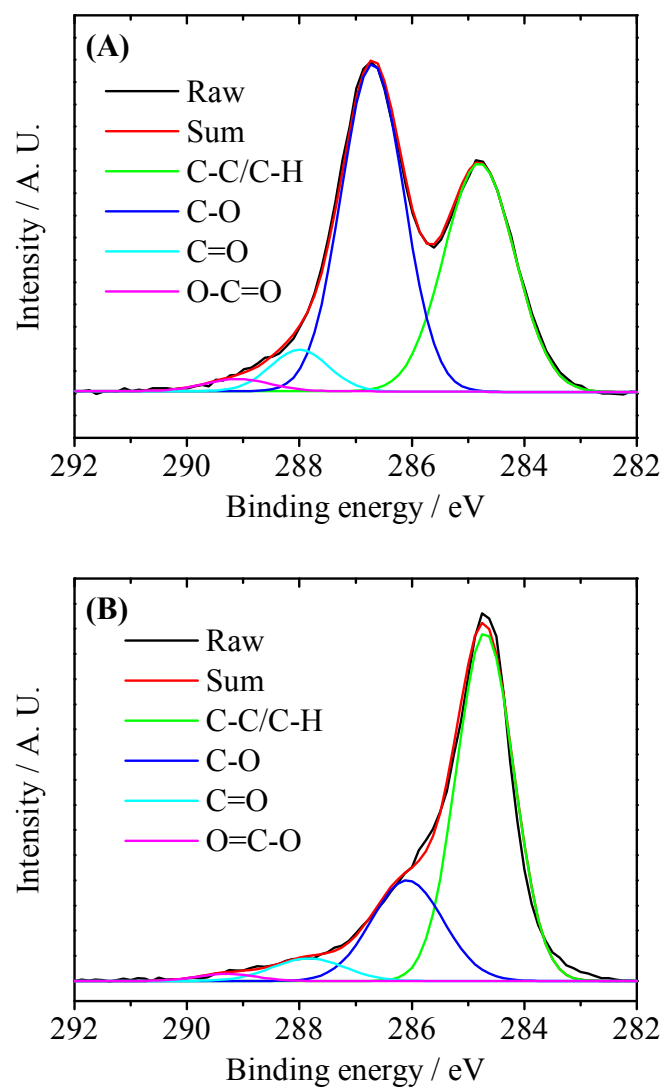 (A)
Raw
Sum
C-C/C-H
C-O
C=O
O-C=O
Intensity / A. U.
292 290 288 286 284 282
Binding energy / eV
(B)
Raw
Sum
C-C/C-H
C-O
C=O
O=C-O
Intensity / A. U.
292 290 288 286 284 282
Binding energy / eV